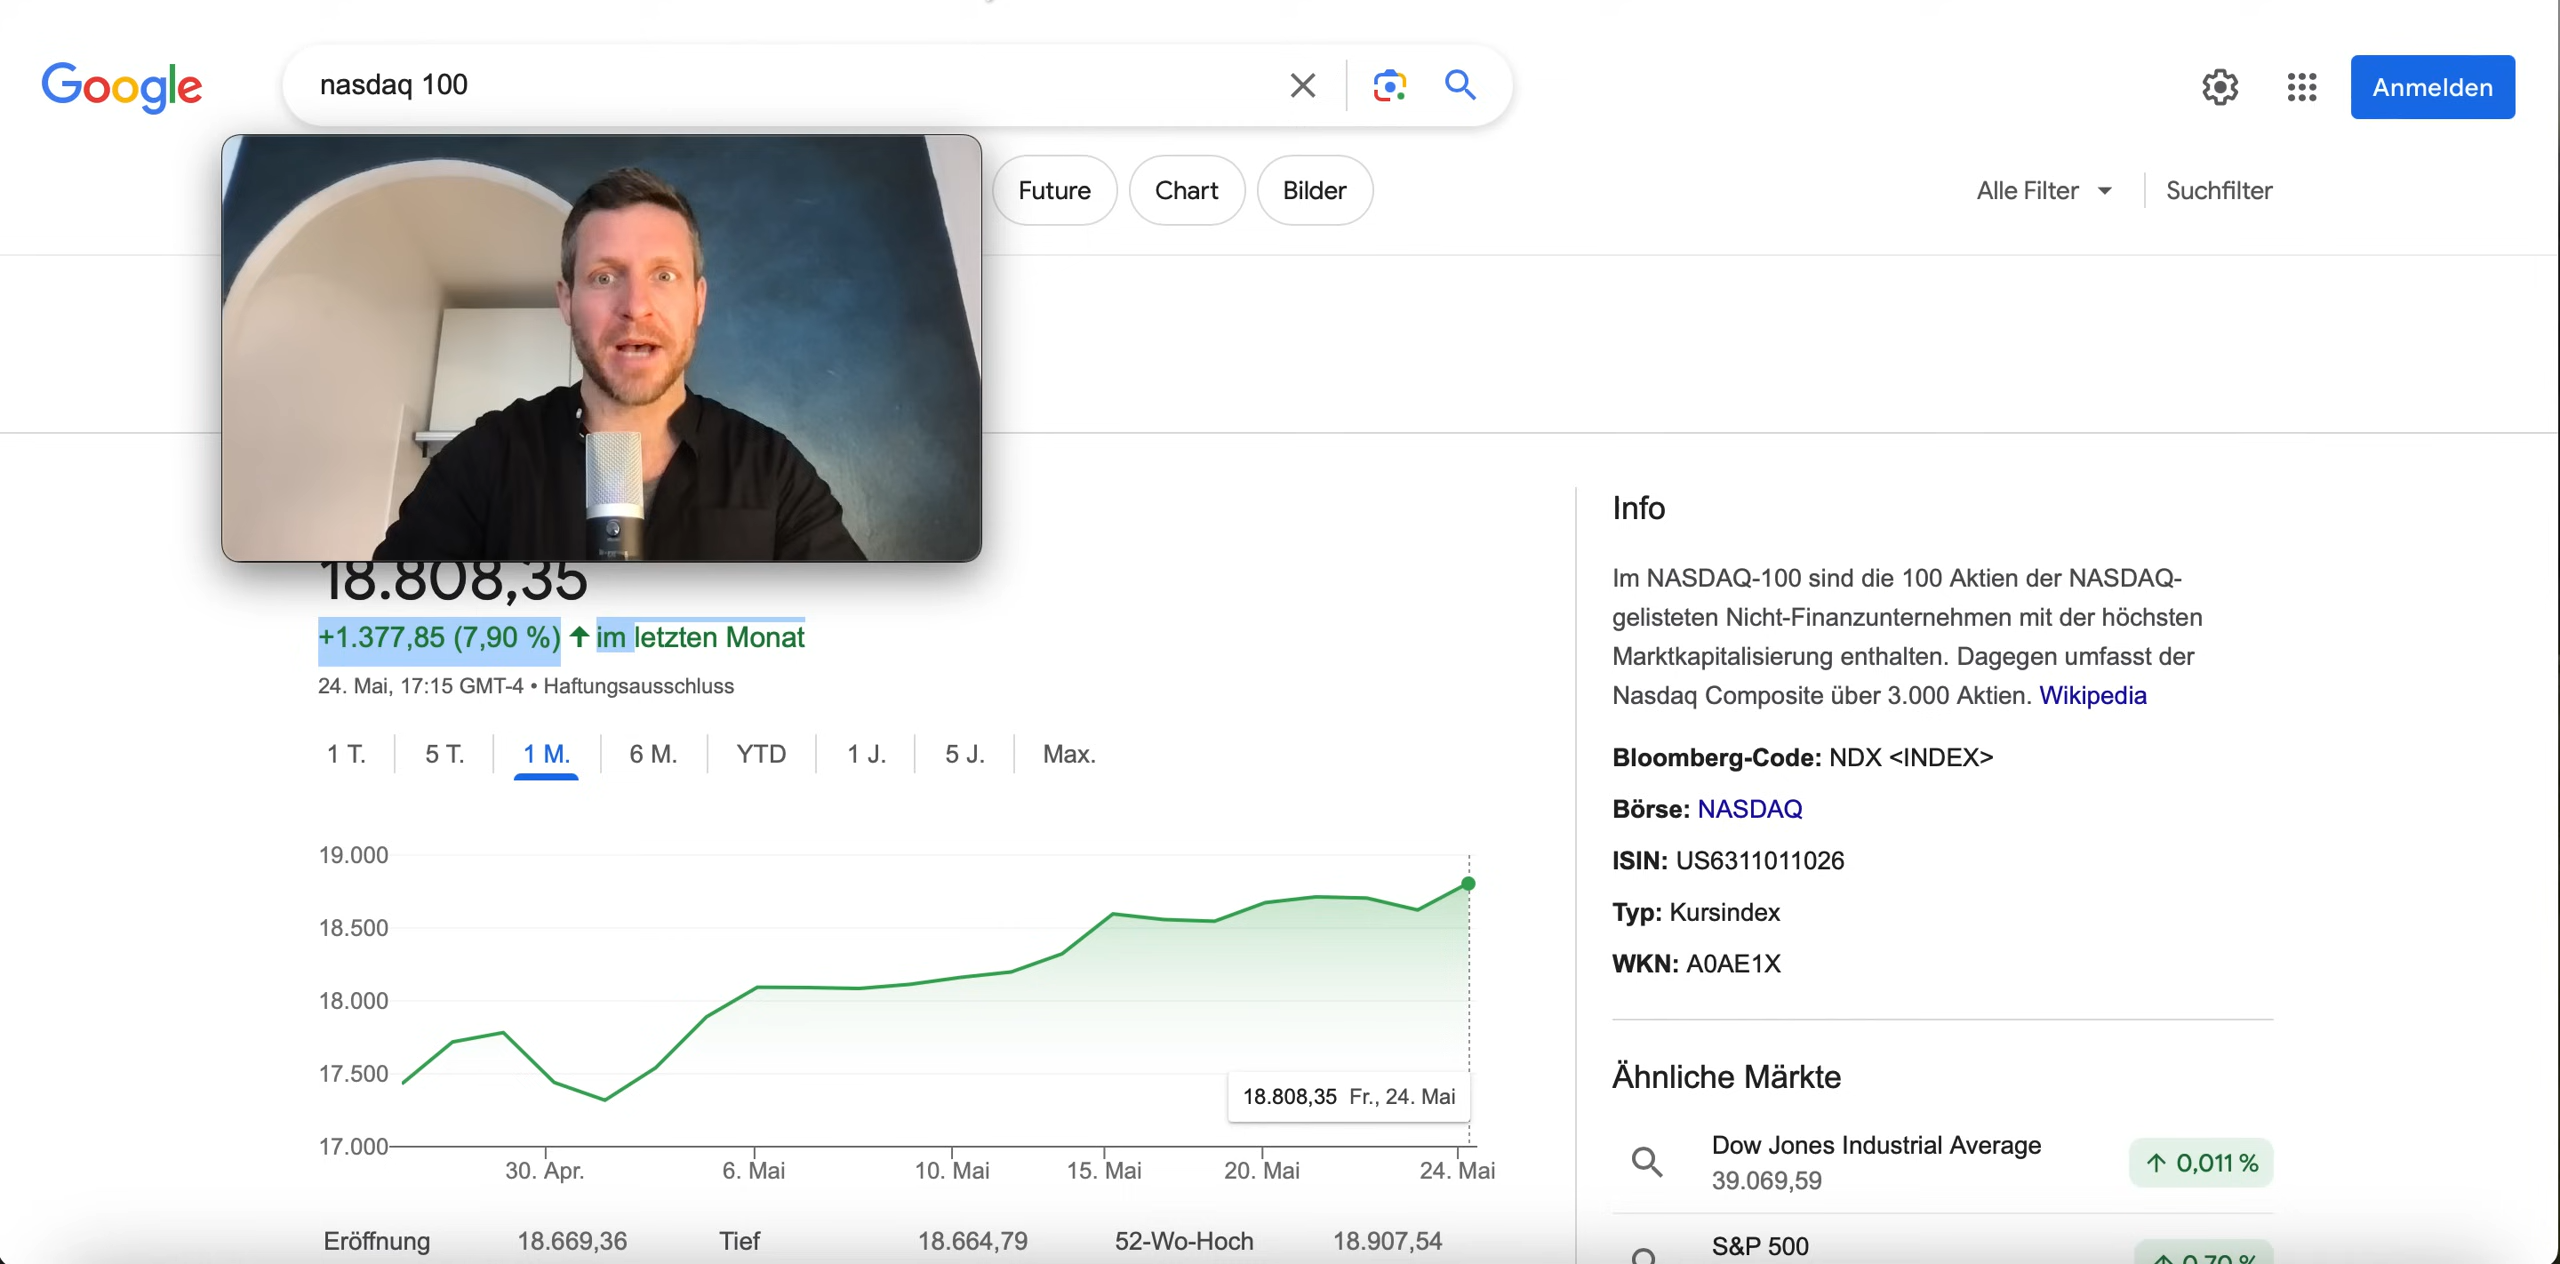 Google
nasdaq 100
Anmelden
Future
Chart
Bilder
Alle Filter
Suchfilter
18.808,35
+1.377,85 (7,90 %) ↑ im letzten Monat
24. Mai, 17:15 GMT-4 • Haftungsausschluss
1 T.
5 T.
1 M.
6 M.
YTD
1 J.
5 J.
Max.
19.000
18.500
18.000
17.500
17.000
18.808,35 Fr., 24. Mai
30. Apr.
6. Mai
10. Mai
15. Mai
20. Mai
24. Mai
Eröffnung 18.669,36
Tief 18.664,79
52-Wo-Hoch 18.907,54
Info
Im NASDAQ-100 sind die 100 Aktien der NASDAQ-
gelisteten Nicht-Finanzunternehmen mit der höchsten
Marktkapitalisierung enthalten. Dagegen umfasst der
Nasdaq Composite über 3.000 Aktien. Wikipedia
Bloomberg-Code: NDX <INDEX>
Börse: NASDAQ
ISIN: US6311011026
Typ: Kursindex
WKN: A0AE1X
Ähnliche Märkte
Dow Jones Industrial Average
39.069,59
↑ 0,011 %
S&P 500
↑ 0,70 %